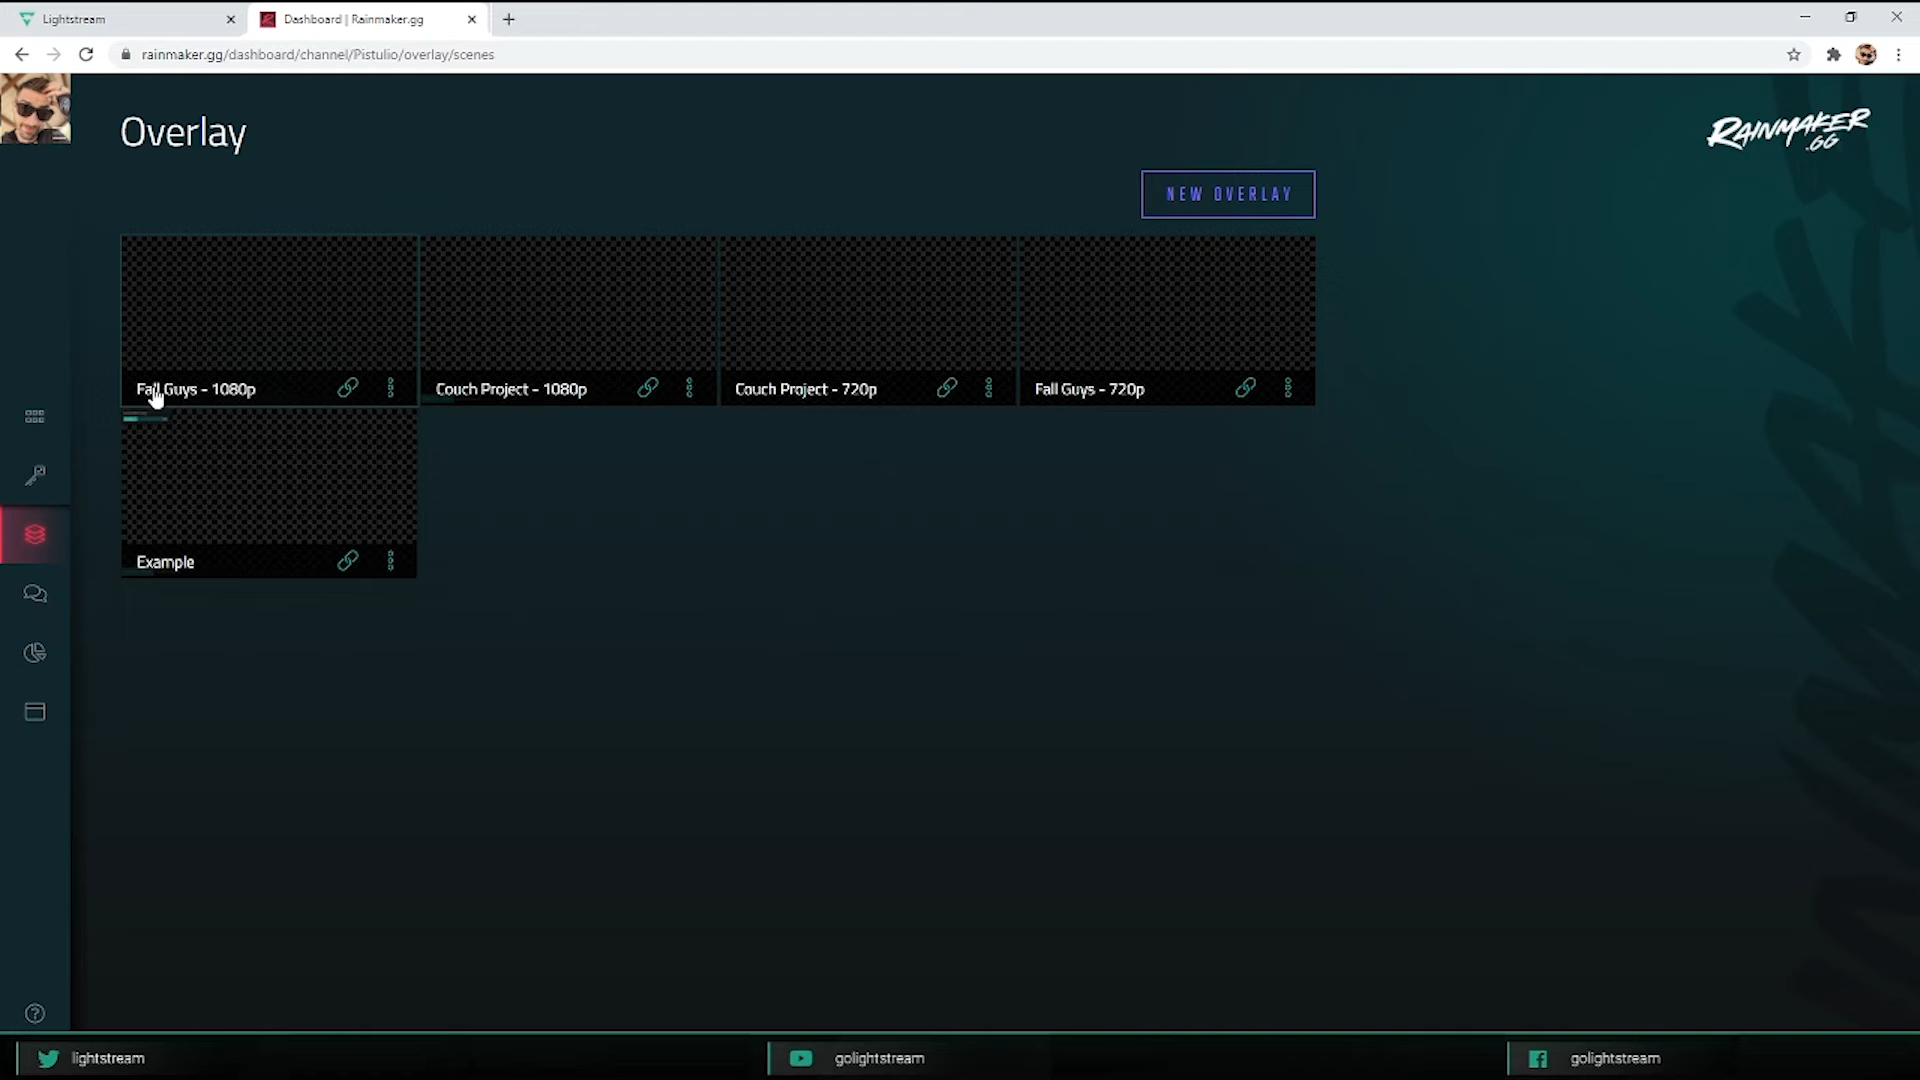 Lightstream
Dashboard | Rainmaker.gg
rainmaker.gg/dashboard/channel/Pistulio/overlay/scenes
Overlay
RAINMAKER
.GG
NEW OVERLAY
Fall Guys - 1080p
Couch Project - 1080p
Couch Project - 720p
Fall Guys - 720p
Example
lightstream
golightstream
golightstream